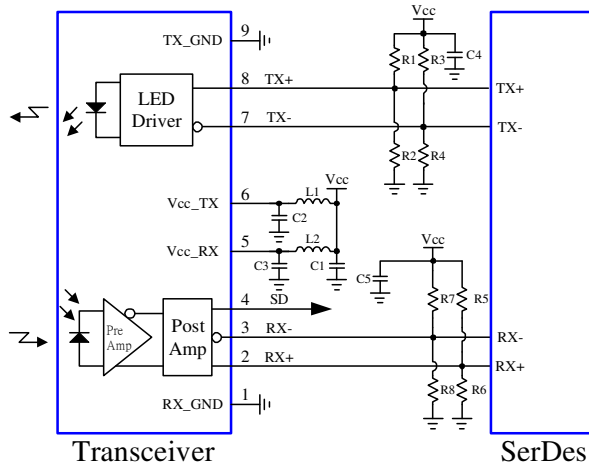 Vcc
TX_GND 9
R1 R3 C4
8 TX+ TX+
LED
Driver
7 TX- TX-
R2 R4
Vcc
Vcc_TX 6 L1
C2
Vcc_RX 5 L2
C3 C1
Vcc
C5
R7 R5
4 SD
Pre
Amp
Post
Amp
3 RX- RX-
2 RX+ RX+
R8 R6
RX_GND 1
Transceiver SerDes